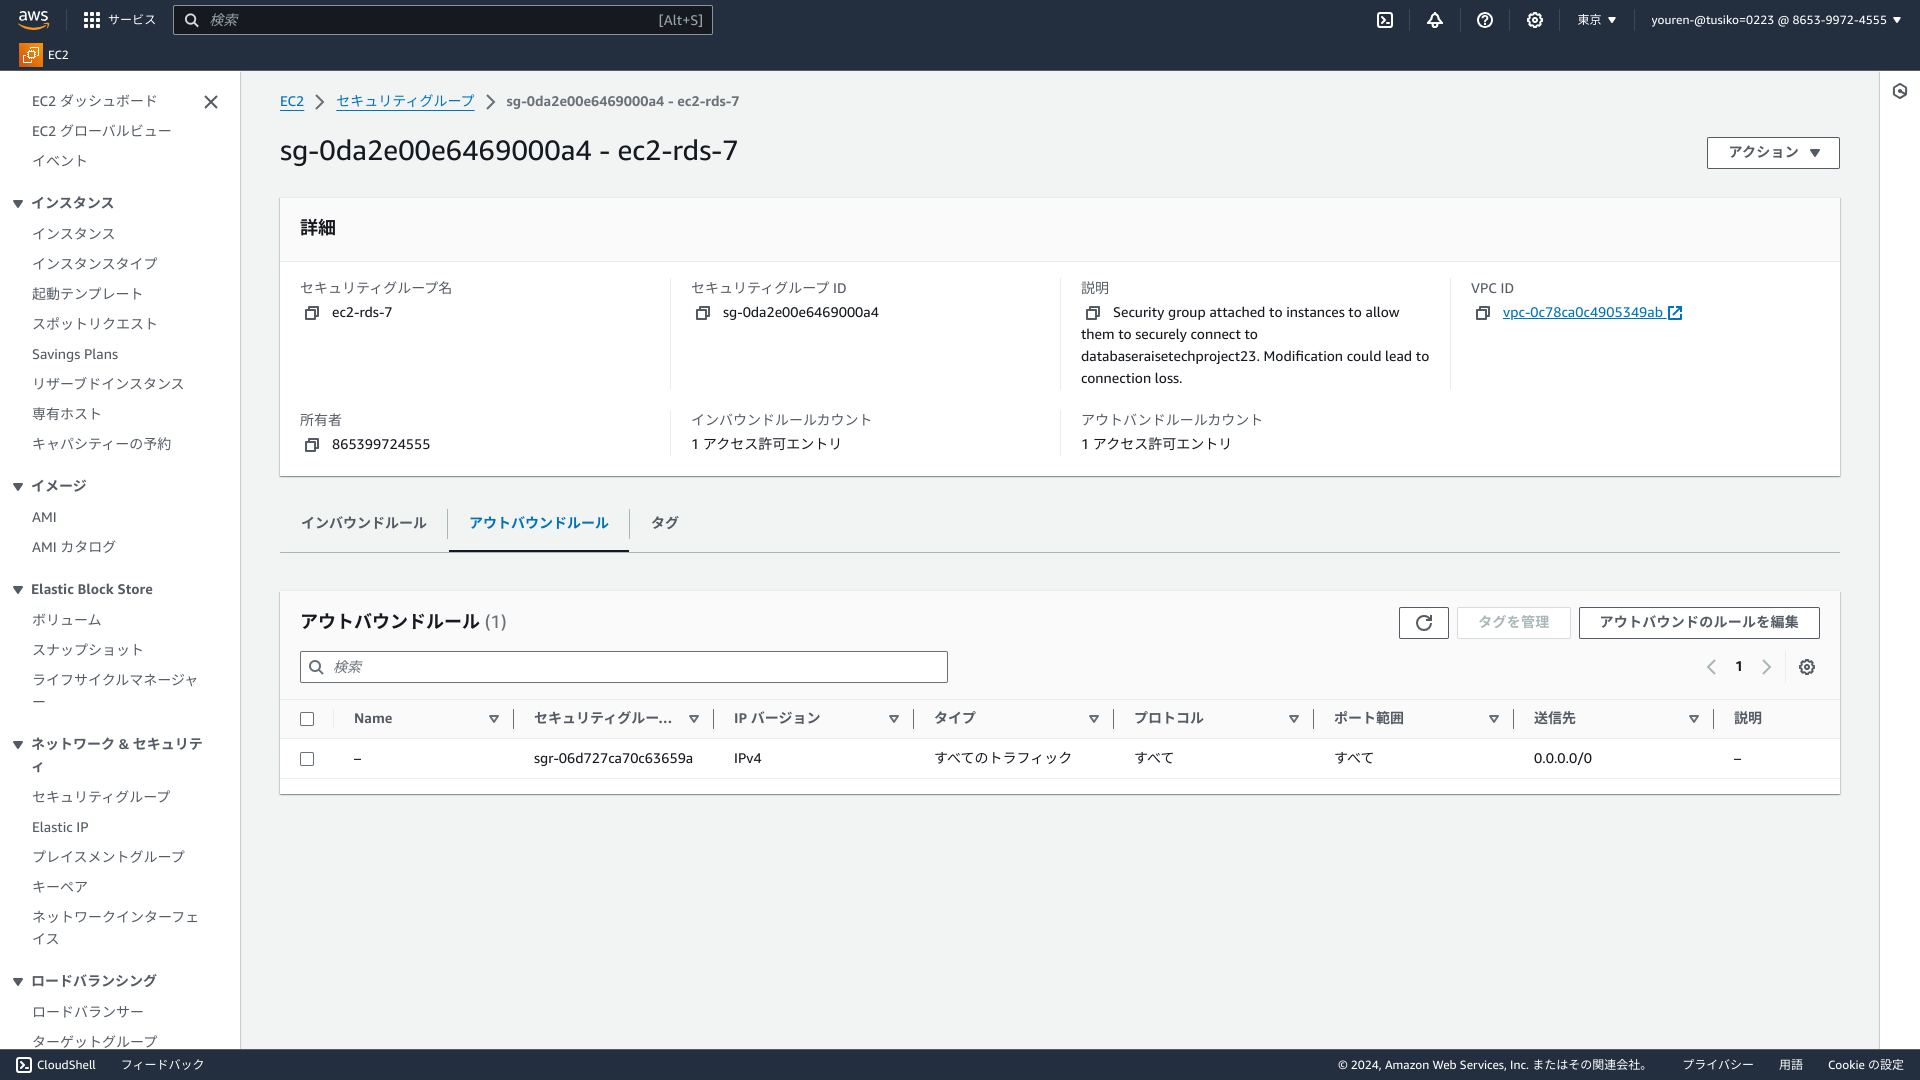 aws
サービス
検索
[Alt+S]
東京
youren-@tusiko=0223 @ 8653-9972-4555
EC2
EC2 ダッシュボード
EC2 グローバルビュー
イベント
インスタンス
インスタンス
インスタンスタイプ
起動テンプレート
スポットリクエスト
Savings Plans
リザーブドインスタンス
専有ホスト
キャパシティーの予約
イメージ
AMI
AMI カタログ
Elastic Block Store
ボリューム
スナップショット
ライフサイクルマネージャ
ー
ネットワーク & セキュリテ
ィ
セキュリティグループ
Elastic IP
プレイスメントグループ
キーペア
ネットワークインターフェ
イス
ロードバランシング
ロードバランサー
ターゲットグループ
EC2
セキュリティグループ
sg-0da2e00e6469000a4 - ec2-rds-7
sg-0da2e00e6469000a4 - ec2-rds-7
アクション
詳細
セキュリティグループ名
ec2-rds-7
セキュリティグループ ID
sg-0da2e00e6469000a4
説明
Security group attached to instances to allow
them to securely connect to
databaseraisetechproject23. Modification could lead to
connection loss.
VPC ID
vpc-0c78ca0c4905349ab
所有者
865399724555
インバウンドルールカウント
1 アクセス許可エントリ
アウトバンドルールカウント
1 アクセス許可エントリ
インバウンドルール
アウトバウンドルール
タグ
アウトバウンドルール (1)
タグを管理
アウトバウンドのルールを編集
検索
1
Name
セキュリティグルー...
IP バージョン
タイプ
プロトコル
ポート範囲
送信先
説明
–
sgr-06d727ca70c63659a
IPv4
すべてのトラフィック
すべて
すべて
0.0.0.0/0
–
CloudShell
フィードバック
© 2024, Amazon Web Services, Inc. またはその関連会社。
プライバシー
用語
Cookie の設定